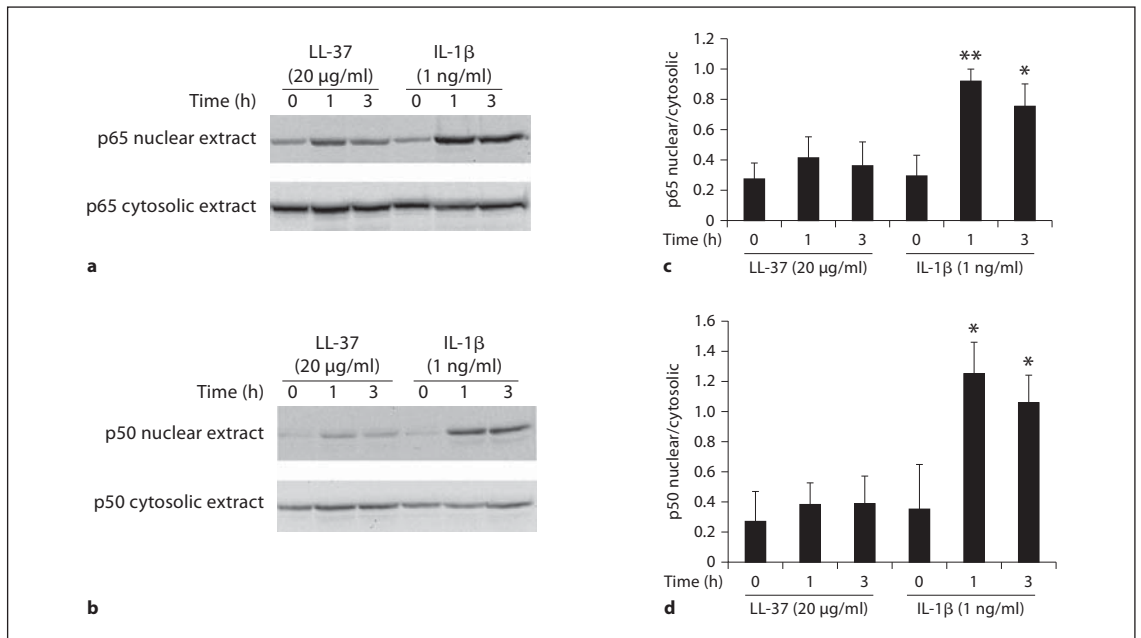 LL-37 IL-1β
(20 μg/ml) (1 ng/ml)
Time (h) 0 1 3 0 1 3
p65 nuclear extract
p65 cytosolic extract
a
LL-37 IL-1β
(20 μg/ml) (1 ng/ml)
Time (h) 0 1 3 0 1 3
p50 nuclear extract
p50 cytosolic extract
b
p65 nuclear/cytosolic
1.2
1.0
0.8
0.6
0.4
0.2
0
** *
Time (h) 0 1 3 0 1 3
LL-37 (20 μg/ml) IL-1β (1 ng/ml)
c
p50 nuclear/cytosolic
1.6
1.4
1.2
1.0
0.8
0.6
0.4
0.2
0
* *
Time (h) 0 1 3 0 1 3
LL-37 (20 μg/ml) IL-1β (1 ng/ml)
d